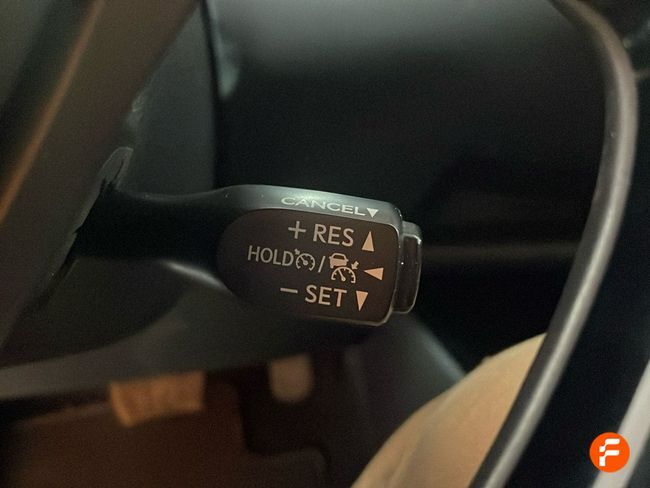 CANCEL▼
+ RES ▲
HOLD / ◀
− SET ▼
F